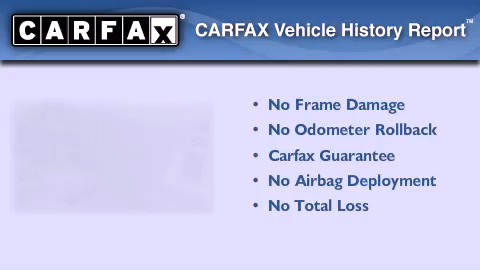 CARFAX® CARFAX Vehicle History Report™
• No Frame Damage
• No Odometer Rollback
• Carfax Guarantee
• No Airbag Deployment
• No Total Loss